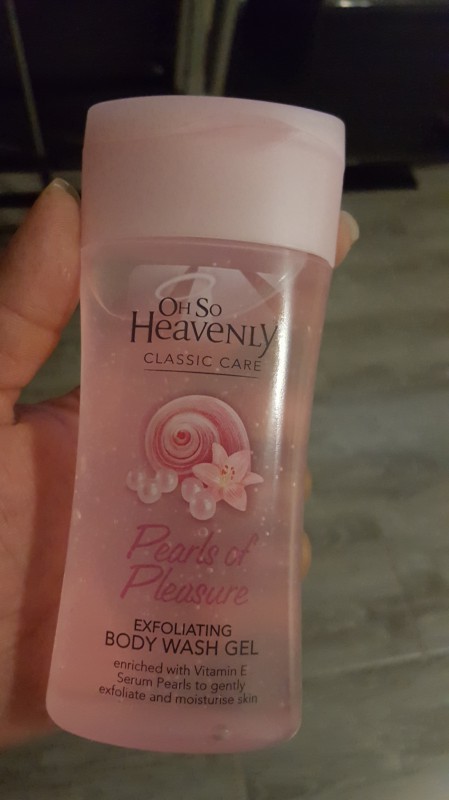 Oh So
Heavenly
CLASSIC CARE
Pearls of
Pleasure
EXFOLIATING
BODY WASH GEL
enriched with Vitamin E
Serum Pearls to gently
exfoliate and moisturise skin